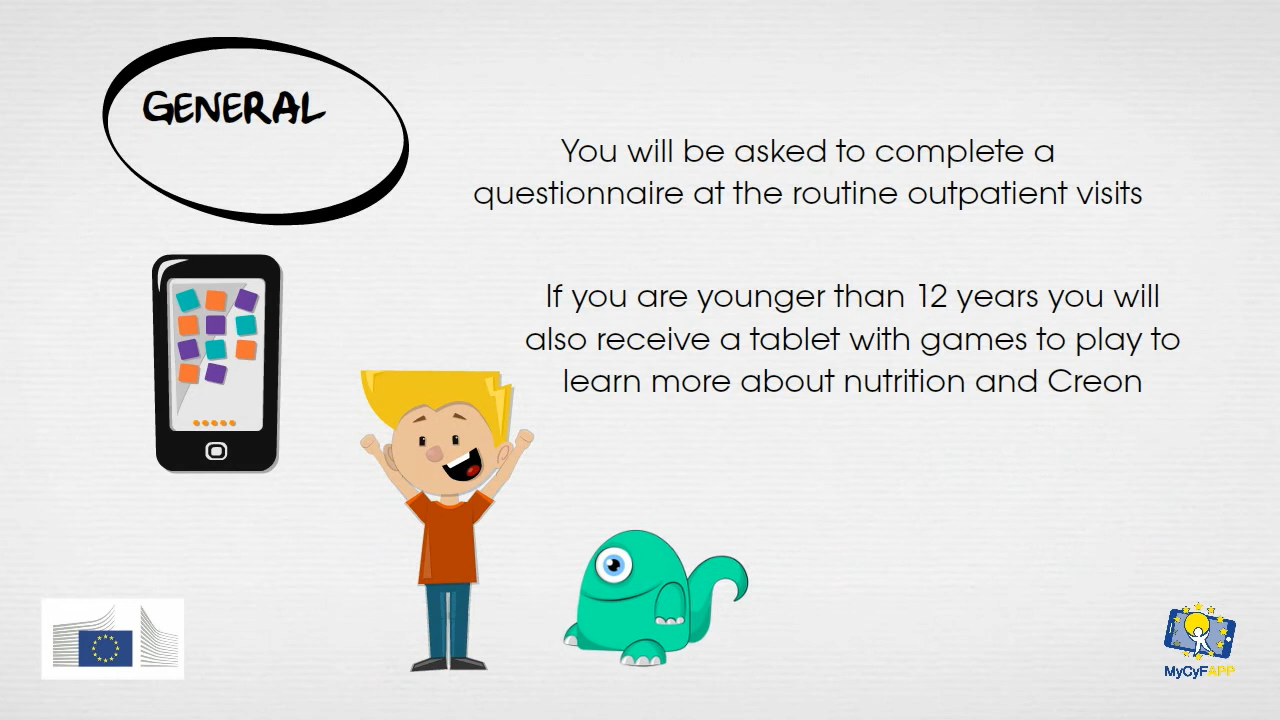 GENERAL
You will be asked to complete a
questionnaire at the routine outpatient visits
If you are younger than 12 years you will
also receive a tablet with games to play to
learn more about nutrition and Creon
MyCyFAPP